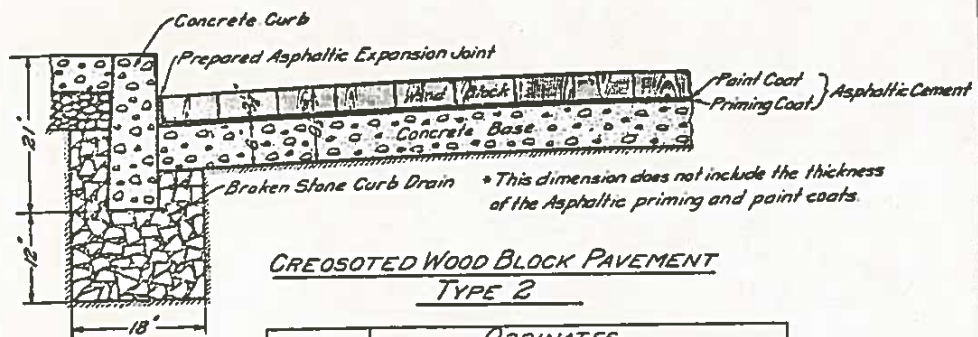 Concrete Curb
Prepared Asphaltic Expansion Joint
Wood Block
Paint Coat
Priming Coat
Asphaltic Cement
Concrete Base
21"
Broken Stone Curb Drain
* This dimension does not include the thickness
of the Asphaltic priming and paint coats.
12"
18"
CREOSOTED WOOD BLOCK PAVEMENT
TYPE 2
ORDINATES